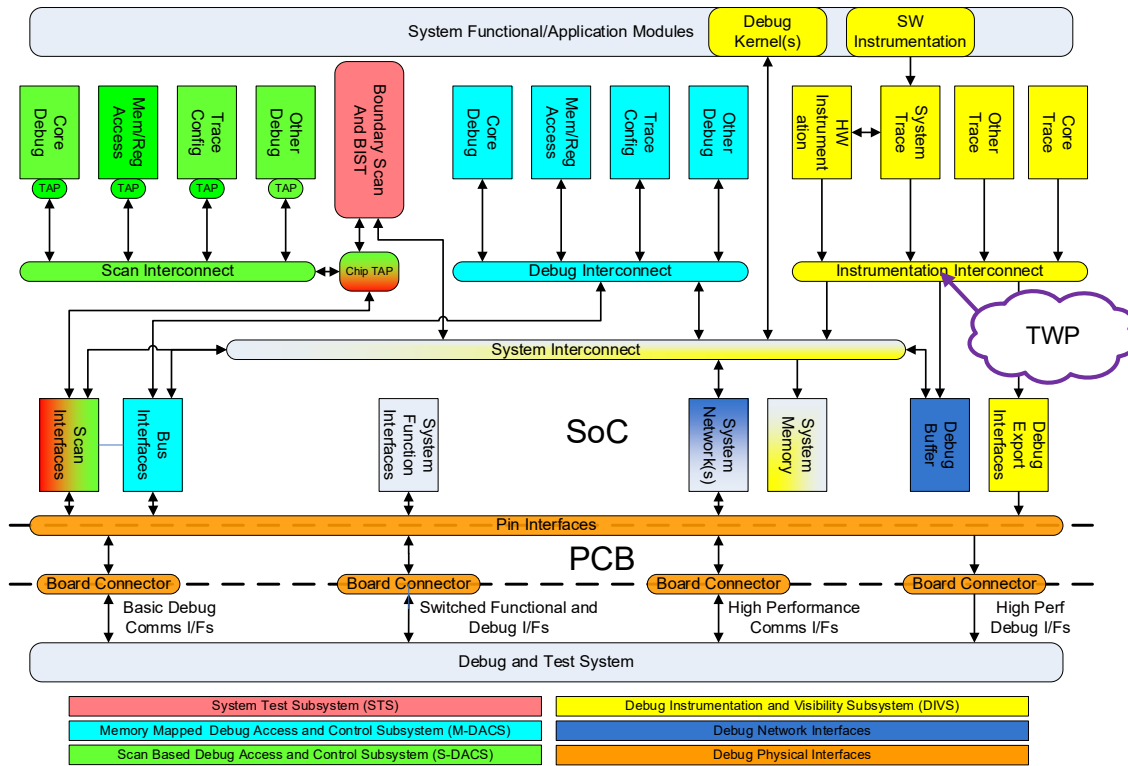 System Functional/Application Modules
Debug
Kernel(s)
SW
Instrumentation
Core
Debug
Mem/Reg
Access
Trace
Config
Other
Debug
Boundary Scan
And BIST
Core
Debug
Mem/Reg
Access
Trace
Config
Other
Debug
HW
Instrument
ation
System
Trace
Other
Trace
Core
Trace
TAP
TAP
TAP
TAP
Scan Interconnect
Chip TAP
Debug Interconnect
Instrumentation Interconnect
TWP
System Interconnect
Scan
Interfaces
Bus
Interfaces
System
Function
Interfaces
SoC
System
Network(s)
System
Memory
Debug
Buffer
Debug
Export
Interfaces
Pin Interfaces
PCB
Board Connector
Board Connector
Board Connector
Board Connector
Basic Debug
Comms I/Fs
Switched Functional and
Debug I/Fs
High Performance
Comms I/Fs
High Perf
Debug I/Fs
Debug and Test System
System Test Subsystem (STS)
Debug Instrumentation and Visibility Subsystem (DIVS)
Memory Mapped Debug Access and Control Subsystem (M-DACS)
Debug Network Interfaces
Scan Based Debug Access and Control Subsystem (S-DACS)
Debug Physical Interfaces